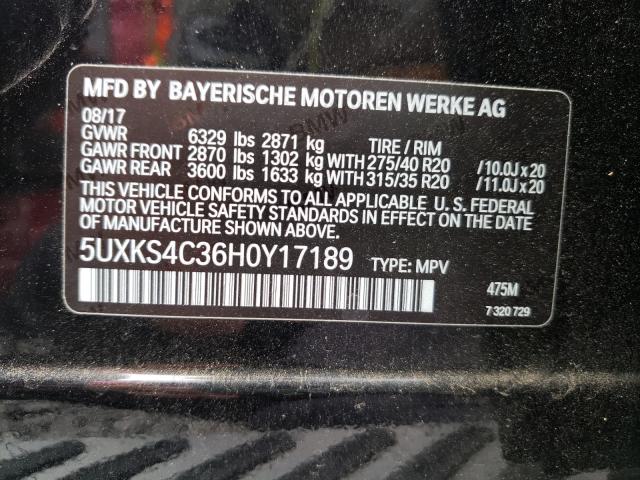 MFD BY BAYERISCHE MOTOREN WERKE AG
08/17
GVWR 6329 lbs 2871 kg TIRE / RIM
GAWR FRONT 2870 lbs 1302 kg WITH 275/40 R20 /10.0J x 20
GAWR REAR 3600 lbs 1633 kg WITH 315/35 R20 /11.0J x 20
THIS VEHICLE CONFORMS TO ALL APPLICABLE U. S. FEDERAL
MOTOR VEHICLE SAFETY STANDARDS IN EFFECT ON THE DATE
OF MANUFACTURE SHOWN ABOVE.
5UXKS4C36H0Y17189 TYPE: MPV
475M
7 320 729